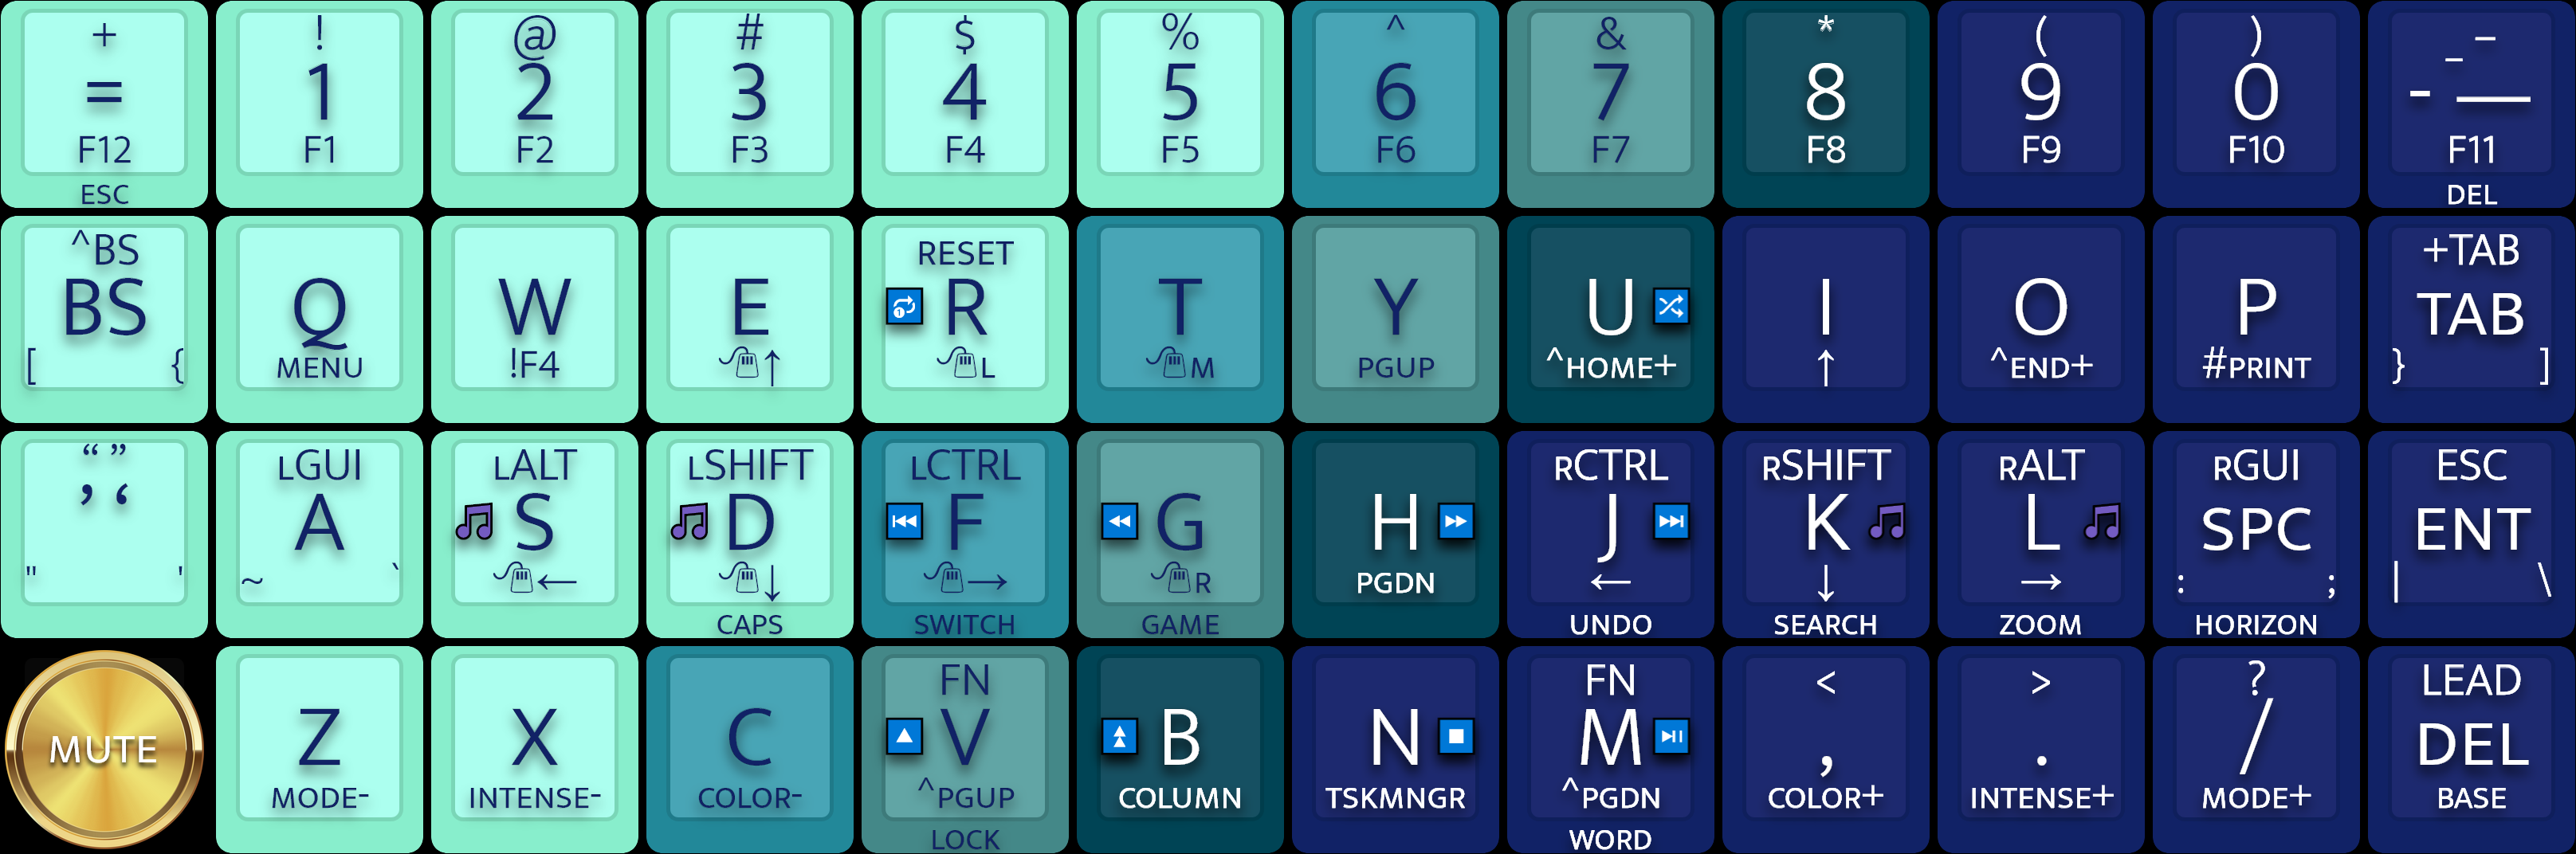 + ! @ # $ % ^ & * ( ) _ –
= 1 2 3 4 5 6 7 8 9 0 - —
F12 F1 F2 F3 F4 F5 F6 F7 F8 F9 F10 F11
ESC DEL
^BS RESET +TAB
BS Q W E R T Y U I O P TAB
[ { MENU !F4 ↑ L M PGUP ^HOME+ ↑ ^END+ #PRINT } ]
“ ” LGUI LALT LSHIFT LCTRL RCTRL RSHIFT RALT RGUI ESC
’ ‘ A S D F G H J K L SPC ENT
" ' ~ ` ← ↓ → R PGDN ← ↓ → : ; | \
CAPS SWITCH GAME UNDO SEARCH ZOOM HORIZON
FN FN < > ? LEAD
MUTE Z X C V B N M , . / DEL
MODE- INTENSE- COLOR- ^PGUP COLUMN TSKMNGR ^PGDN COLOR+ INTENSE+ MODE+ BASE
LOCK WORD